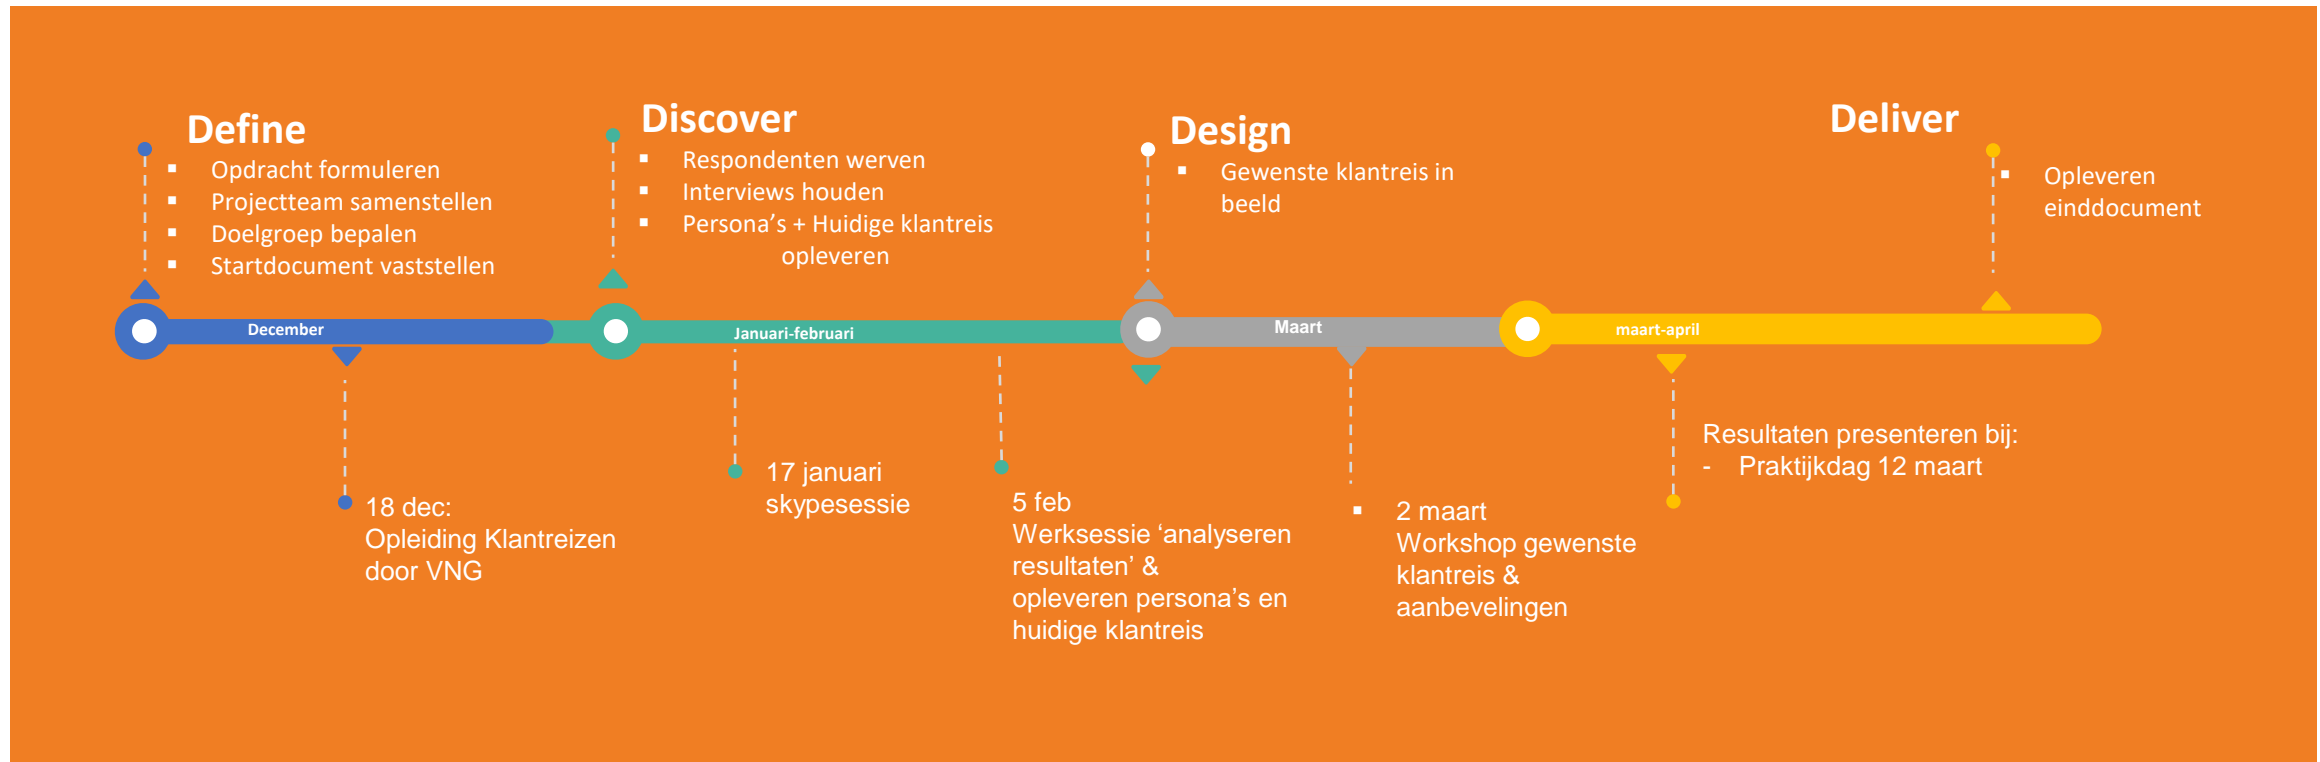 Define
▪ Opdracht formuleren
▪ Projectteam samenstellen
▪ Doelgroep bepalen
▪ Startdocument vaststellen
Discover
▪ Respondenten werven
▪ Interviews houden
▪ Persona’s + Huidige klantreis
opleveren
Design
▪ Gewenste klantreis in
beeld
Deliver
▪ Opleveren
einddocument
December
Januari-februari
Maart
maart-april
18 dec:
Opleiding Klantreizen
door VNG
17 januari
skypesessie
5 feb
Werksessie ‘analyseren
resultaten’ &
opleveren persona’s en
huidige klantreis
▪ 2 maart
Workshop gewenste
klantreis &
aanbevelingen
Resultaten presenteren bij:
- Praktijkdag 12 maart